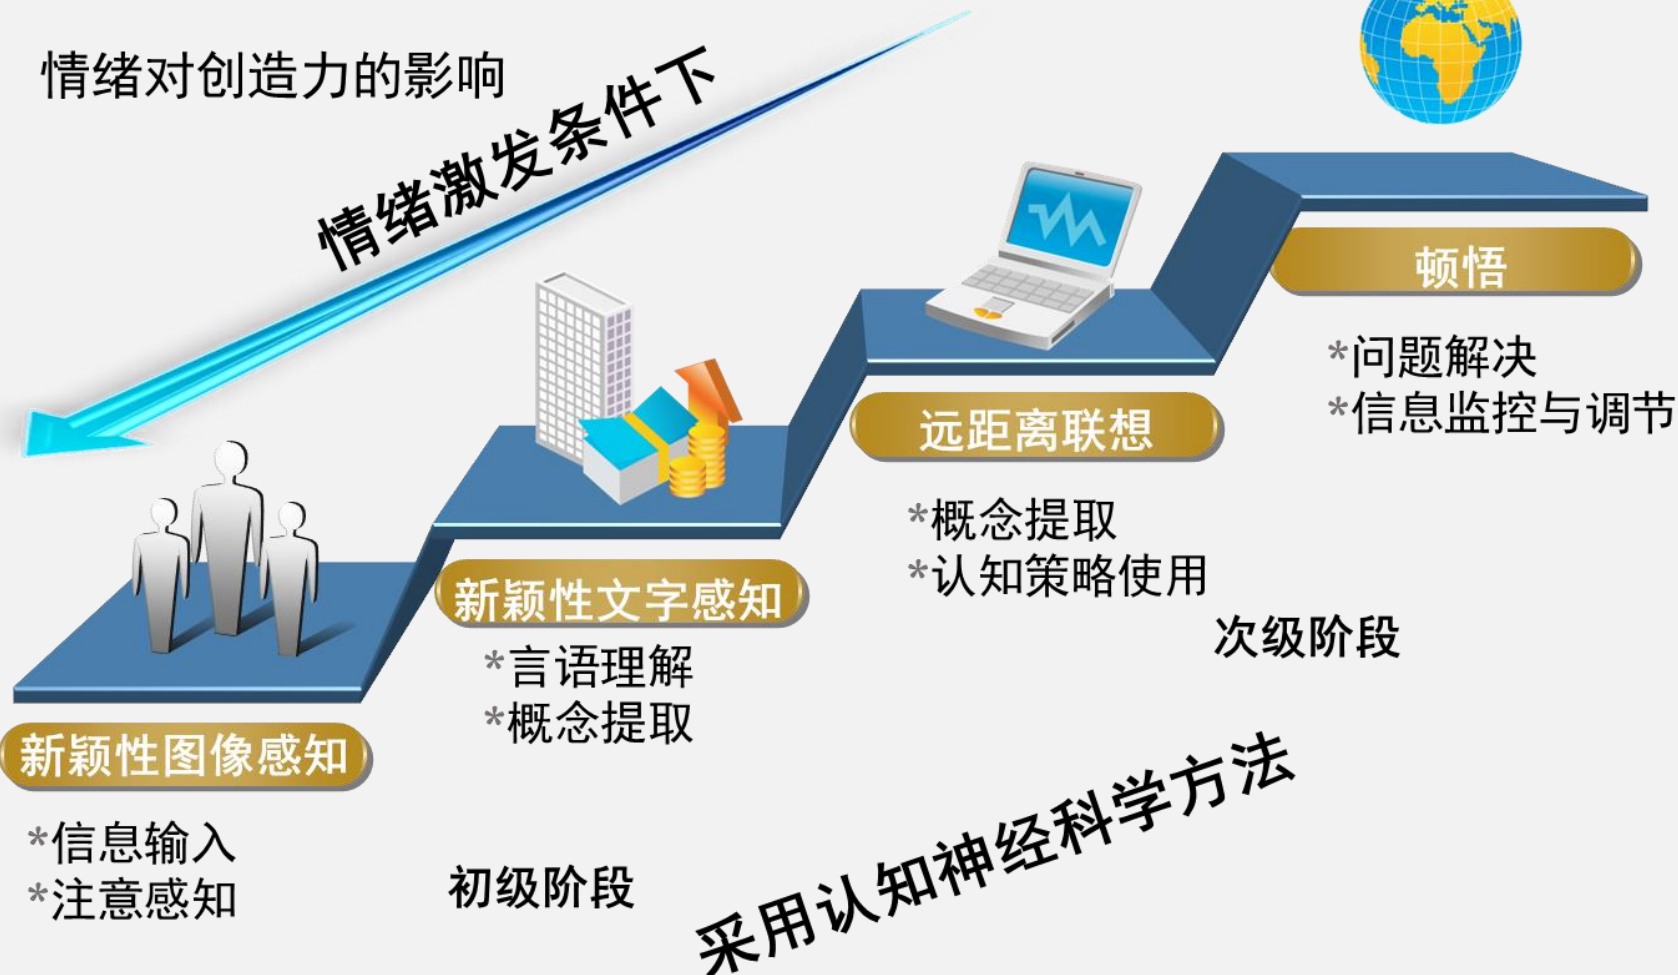 情绪对创造力的影响
情绪激发条件下
顿悟
*问题解决
*信息监控与调节
远距离联想
*概念提取
*认知策略使用
次级阶段
新颖性文字感知
*言语理解
*概念提取
新颖性图像感知
*信息输入
*注意感知
初级阶段
采用认知神经科学方法